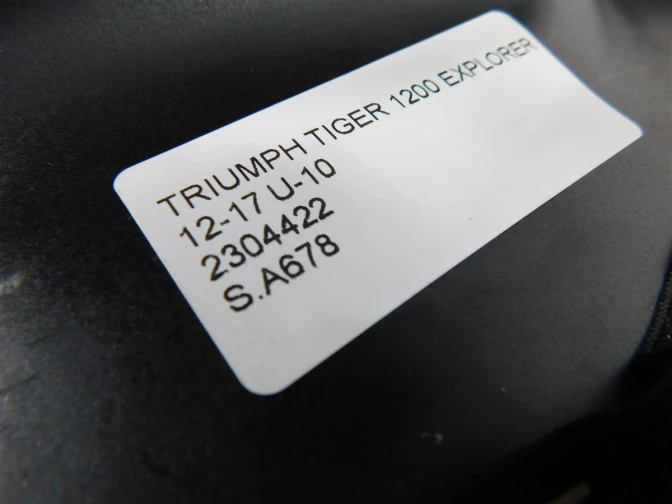 TRIUMPH TIGER 1200 EXPLORER
12-17 U-10
2304422
S.A678